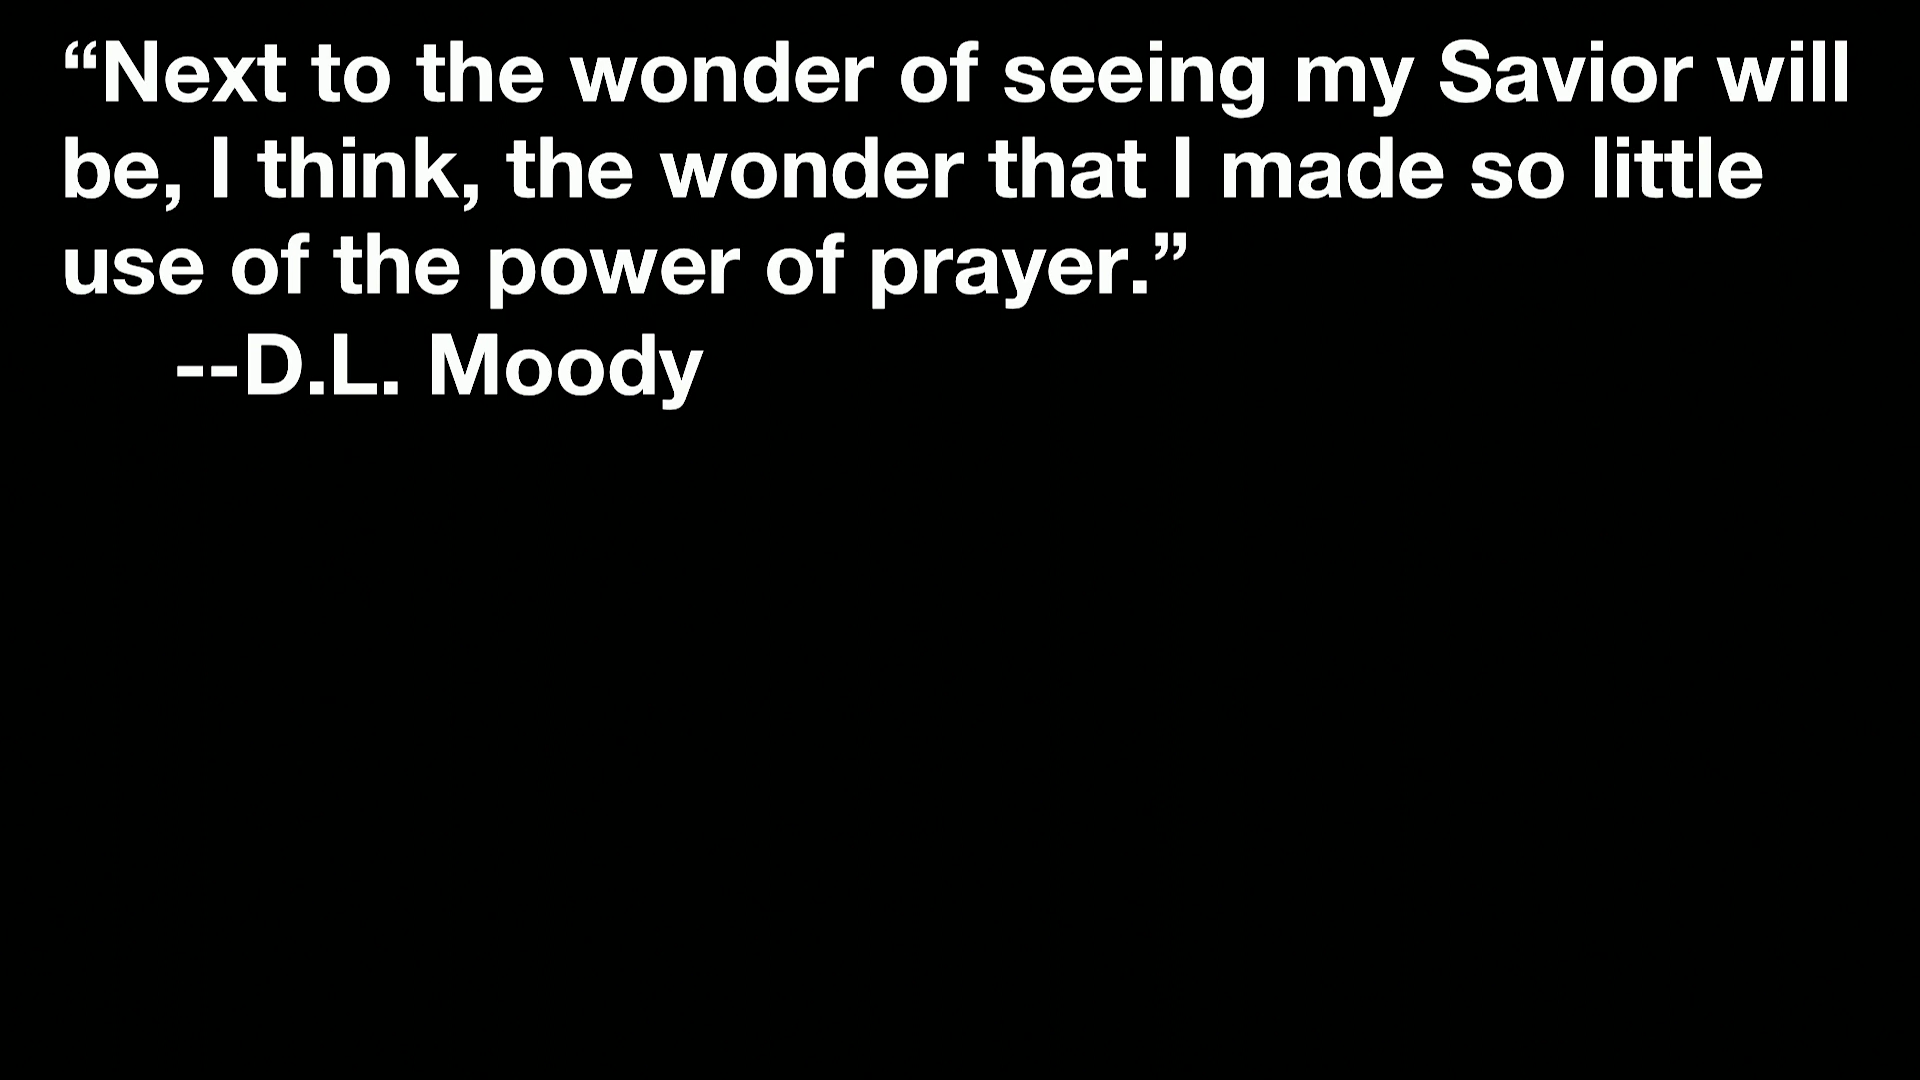 “Next to the wonder of seeing my Savior will
be, I think, the wonder that I made so little
use of the power of prayer.”
--D.L. Moody